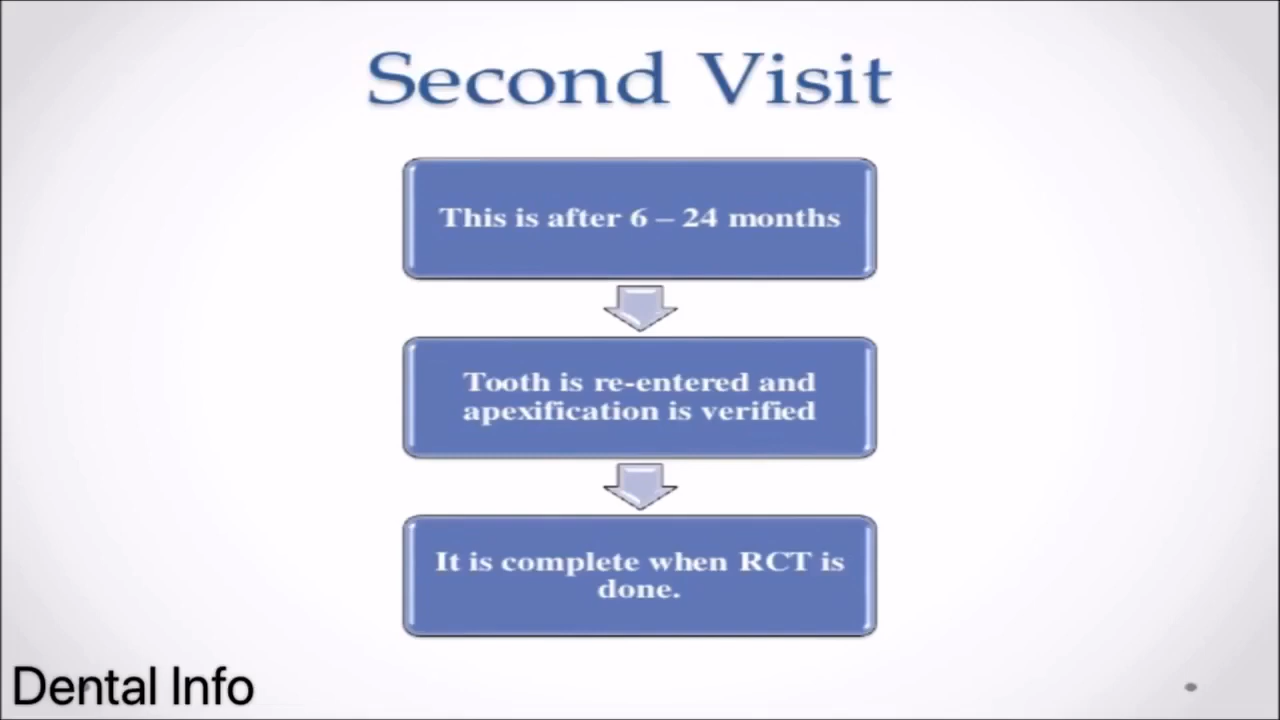 Second Visit
This is after 6 – 24 months
Tooth is re-entered and
apexification is verified
It is complete when RCT is
done.
Dental Info